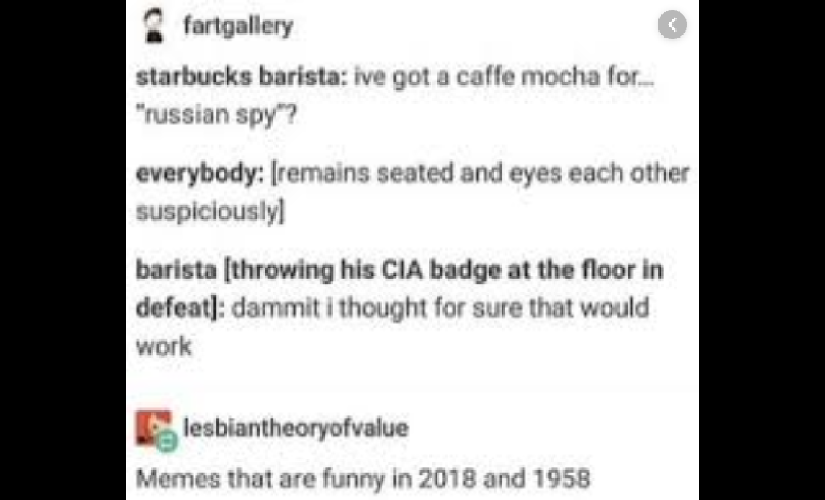 fartgallery
starbucks barista: ive got a caffe mocha for...
"russian spy"?
everybody: [remains seated and eyes each other
suspiciously]
barista [throwing his CIA badge at the floor in
defeat]: dammit i thought for sure that would
work
lesbiantheoryofvalue
Memes that are funny in 2018 and 1958